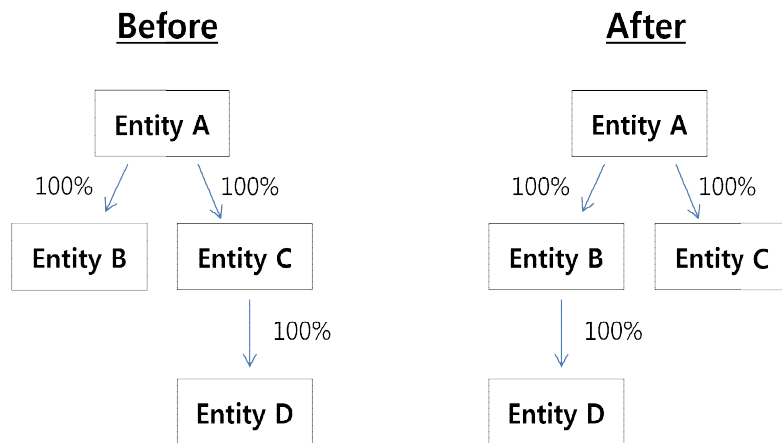 Before
After
Entity A
Entity A
100%
100%
100%
100%
Entity B
Entity C
Entity B
Entity C
100%
100%
Entity D
Entity D